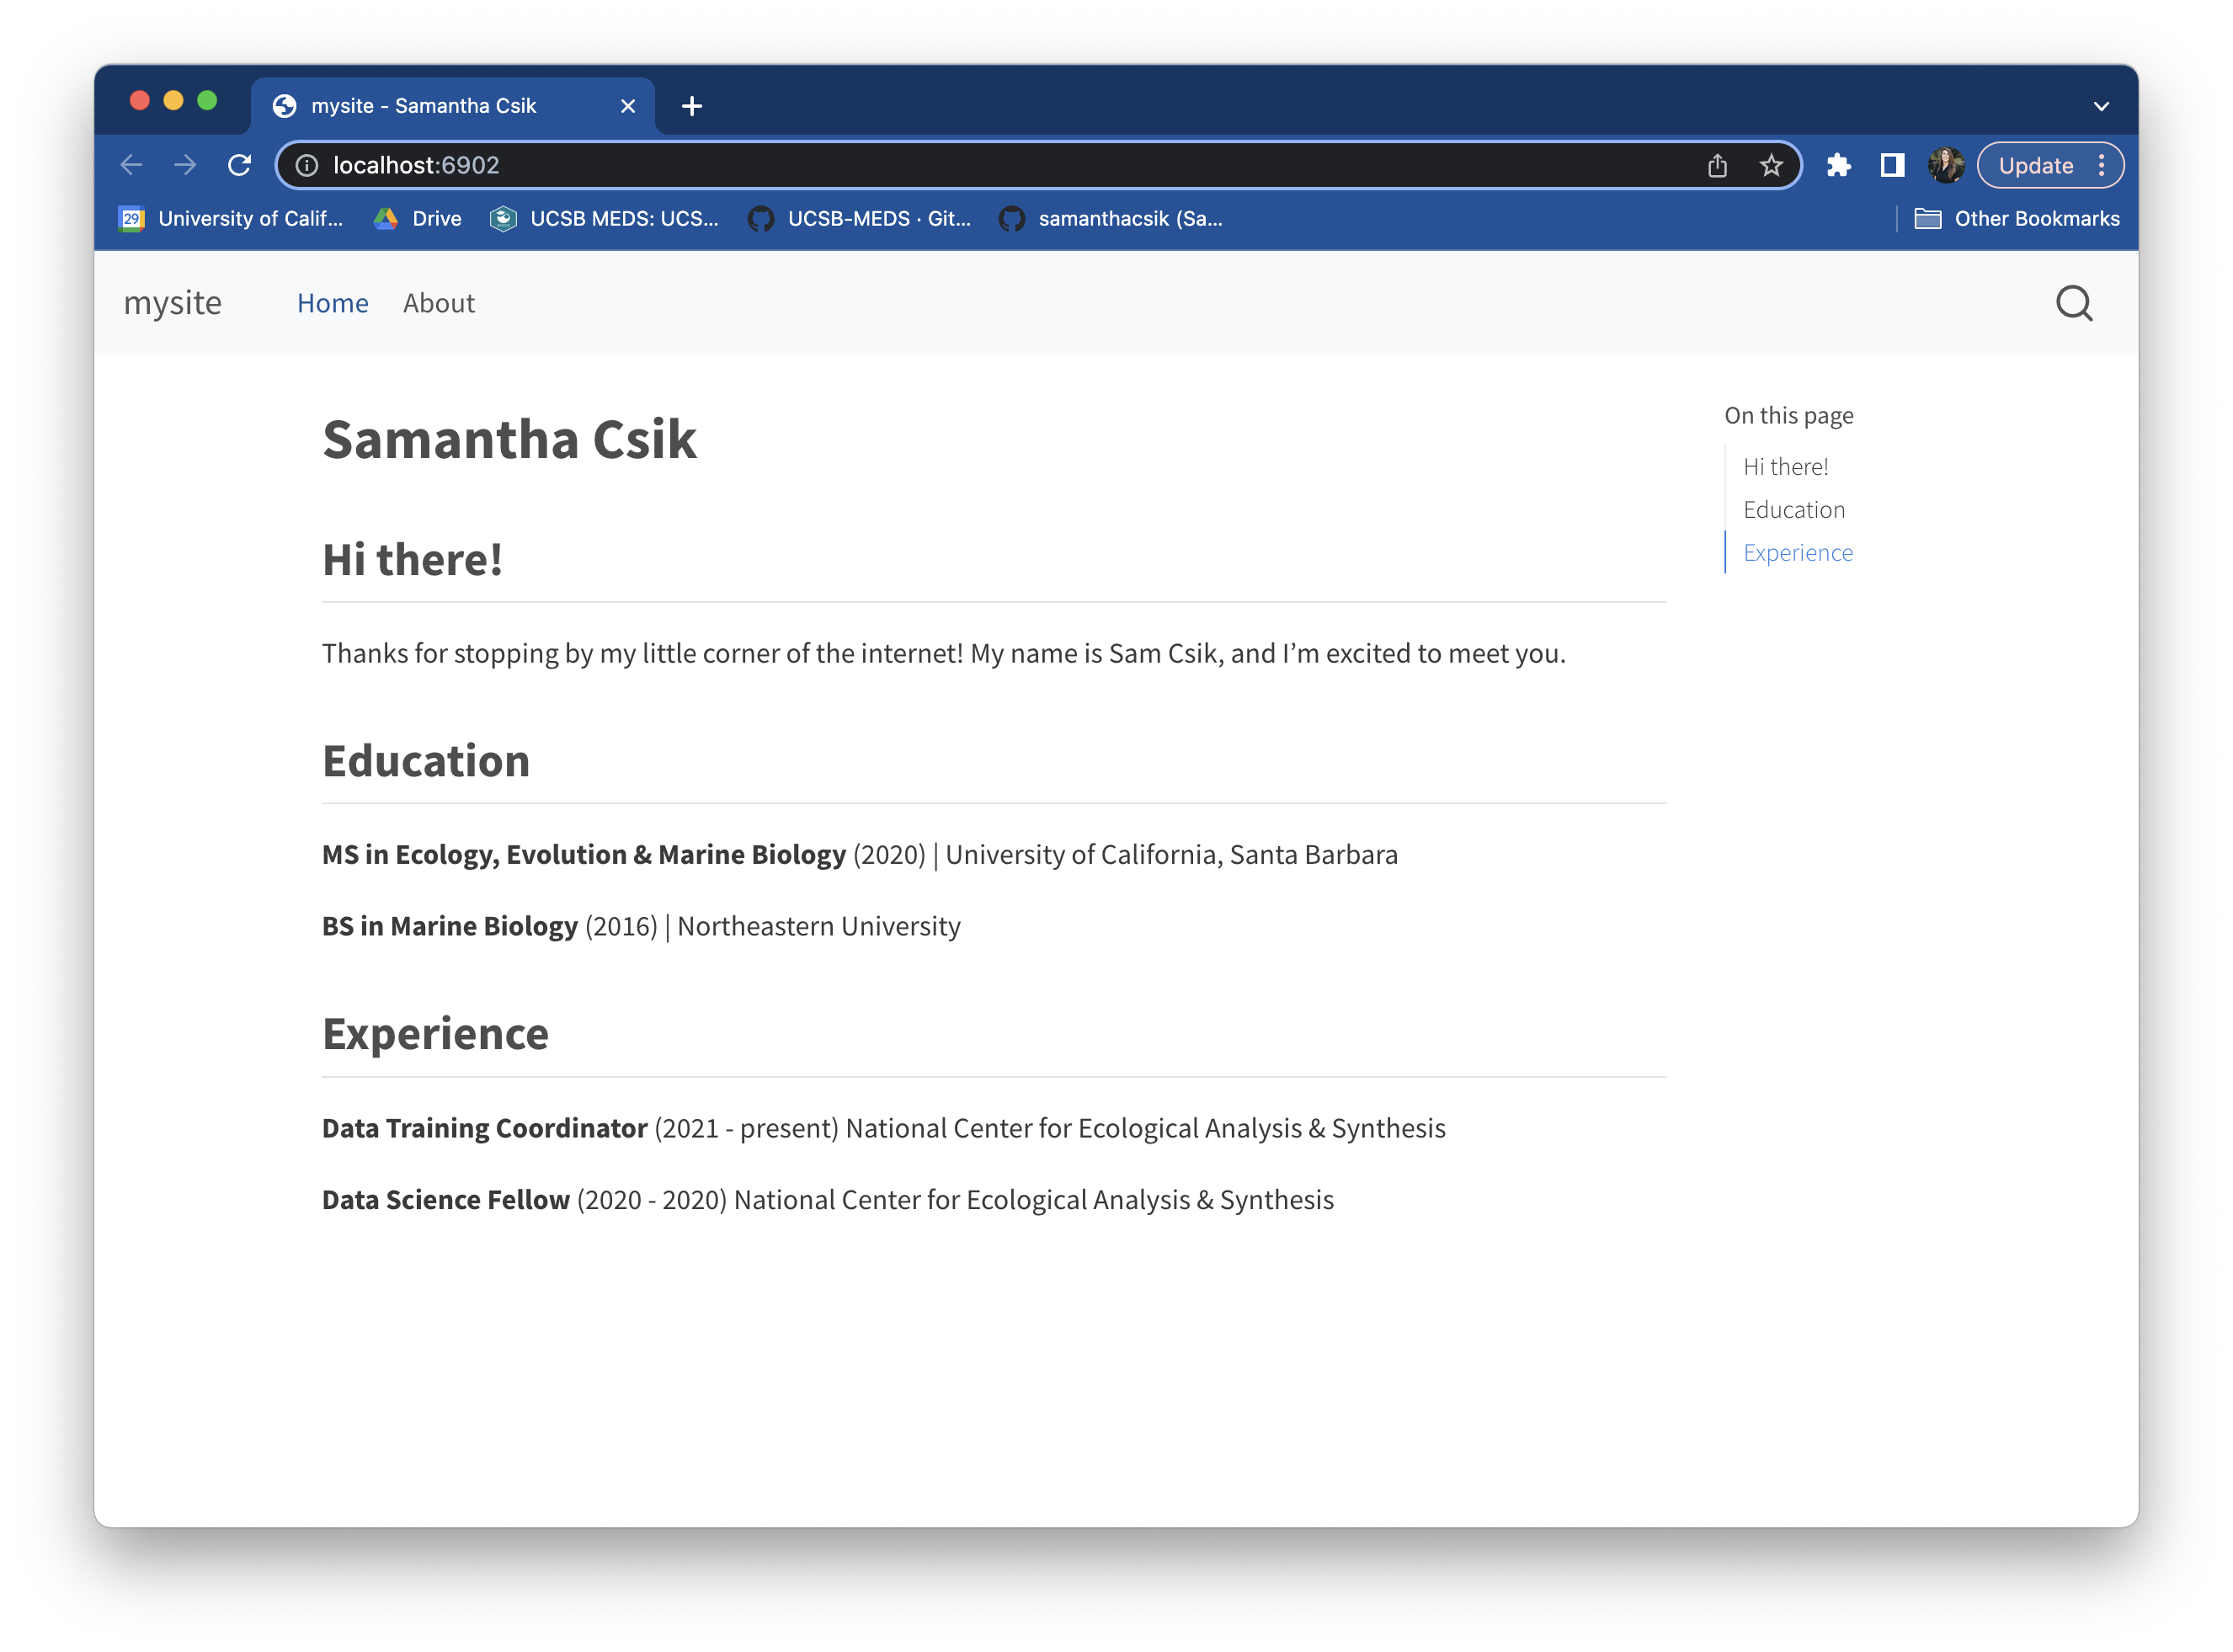 mysite - Samantha Csik
localhost:6902
Update
29
University of Calif...
Drive
UCSB MEDS: UCS...
UCSB-MEDS · Git...
samanthacsik (Sa...
Other Bookmarks
mysite
Home
About
Samantha Csik
On this page
Hi there!
Education
Experience
Hi there!
Thanks for stopping by my little corner of the internet! My name is Sam Csik, and I’m excited to meet you.
Education
MS in Ecology, Evolution & Marine Biology (2020) | University of California, Santa Barbara
BS in Marine Biology (2016) | Northeastern University
Experience
Data Training Coordinator (2021 - present) National Center for Ecological Analysis & Synthesis
Data Science Fellow (2020 - 2020) National Center for Ecological Analysis & Synthesis